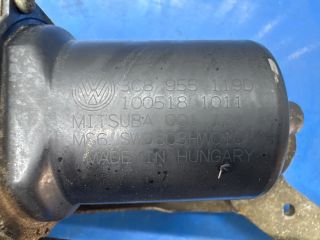 3C8 955 119D
100518 1011
MITSUBA
MADE IN HUNGARY